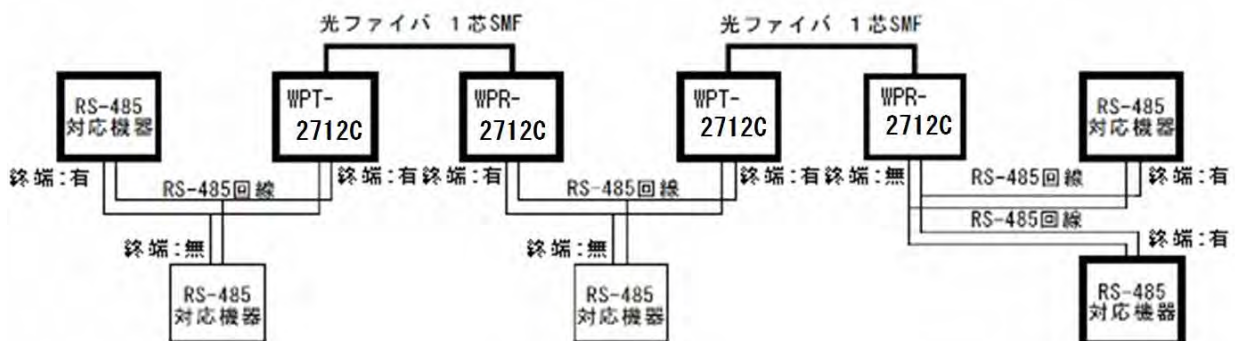 光ファイバ 1芯SMF
光ファイバ 1芯SMF
RS-485
対応機器
WPT-
2712C
WPR-
2712C
WPT-
2712C
WPR-
2712C
RS-485
対応機器
終端:有
RS-485回線
終端:有
終端:有
RS-485回線
終端:有
終端:無
RS-485回線
終端:有
RS-485回線
終端:無
終端:無
終端:有
RS-485
対応機器
RS-485
対応機器
RS-485
対応機器